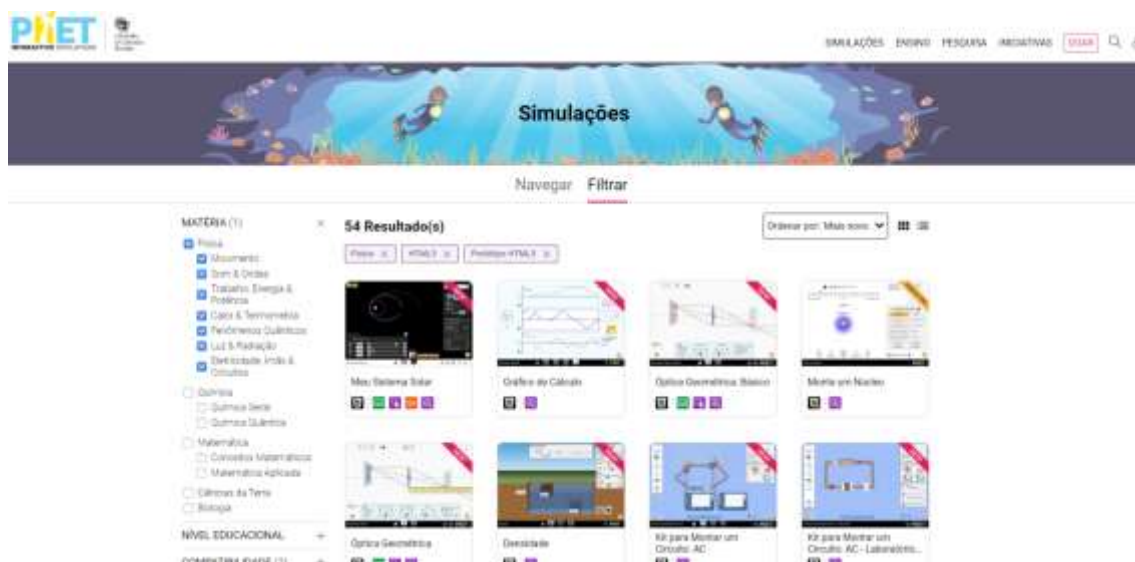 PhET
INTERACTIVE SIMULATIONS
SIMULAÇÕES ENSINO PESQUISA INICIATIVAS DOAR
Simulações
Navegar Filtrar
MATÉRIA (1)
Física
Movimento
Som & Ondas
Trabalho, Energia & Potência
Calor & Termometria
Fenômenos Quânticos
Luz & Radiação
Eletricidade, Imãs & Circuitos
Química
Química Geral
Química Quântica
Matemática
Conceitos Matemáticos
Matemática Aplicada
Ciências da Terra
Biologia
NÍVEL EDUCACIONAL
54 Resultado(s)
Ordenar por: Mais novo
Física x HTML5 x Protótipo HTML5 x
Meu Sistema Solar
Gráfico do Cálculo
Óptica Geométrica: Básico
Monte um Núcleo
Óptica Geométrica
Densidade
Kit para Montar um
Circuito: AC
Kit para Montar um
Circuito: AC - Laboratório...